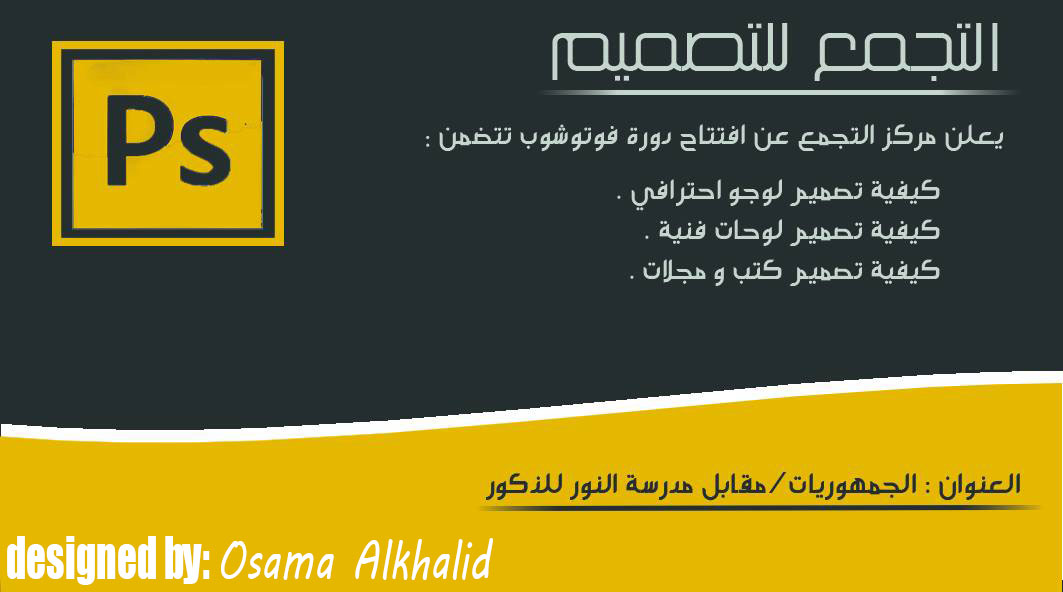 التجمع للتصميم
Ps
يعلن مركز التجمع عن افتتاح دورة فوتوشوب تتضمن :
كيفية تصميم لوجو احترافي .
كيفية تصميم لوحات فنية .
كيفية تصميم كتب و مجلات .
العنوان : الجمهوريات/مقابل مدرسة النور للذكور
designed by: Osama Alkhalid